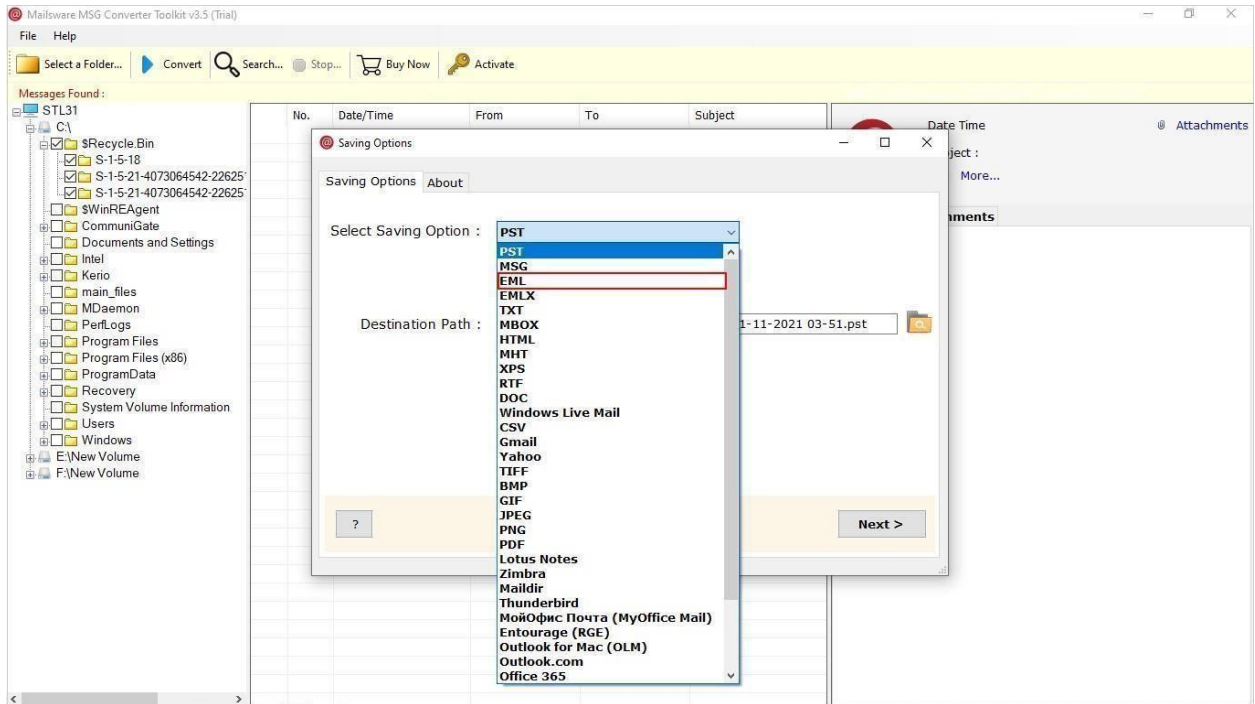 Mailsware MSG Converter Toolkit v3.5 (Trial)
File Help
Select a Folder... Convert Search... Stop... Buy Now Activate
Messages Found :
STL31
C:\
$Recycle.Bin
S-1-5-18
S-1-5-21-4073064542-22625
S-1-5-21-4073064542-22625
$WinREAgent
CommuniGate
Documents and Settings
Intel
Kerio
main_files
MDaemon
PerfLogs
Program Files
Program Files (x86)
ProgramData
Recovery
System Volume Information
Users
Windows
E:\New Volume
F:\New Volume
No. Date/Time From To Subject
Saving Options
Saving Options About
Select Saving Option : PST
PST
MSG
EML
EMLX
TXT
MBOX
HTML
MHT
XPS
RTF
DOC
Windows Live Mail
CSV
Gmail
Yahoo
TIFF
BMP
GIF
JPEG
PNG
PDF
Lotus Notes
Zimbra
Maildir
Thunderbird
МойОфис Почта (MyOffice Mail)
Entourage (RGE)
Outlook for Mac (OLM)
Outlook.com
Office 365
Destination Path : 1-11-2021 03-51.pst
? Next >
Date Time Attachments
ject :
More...
hments